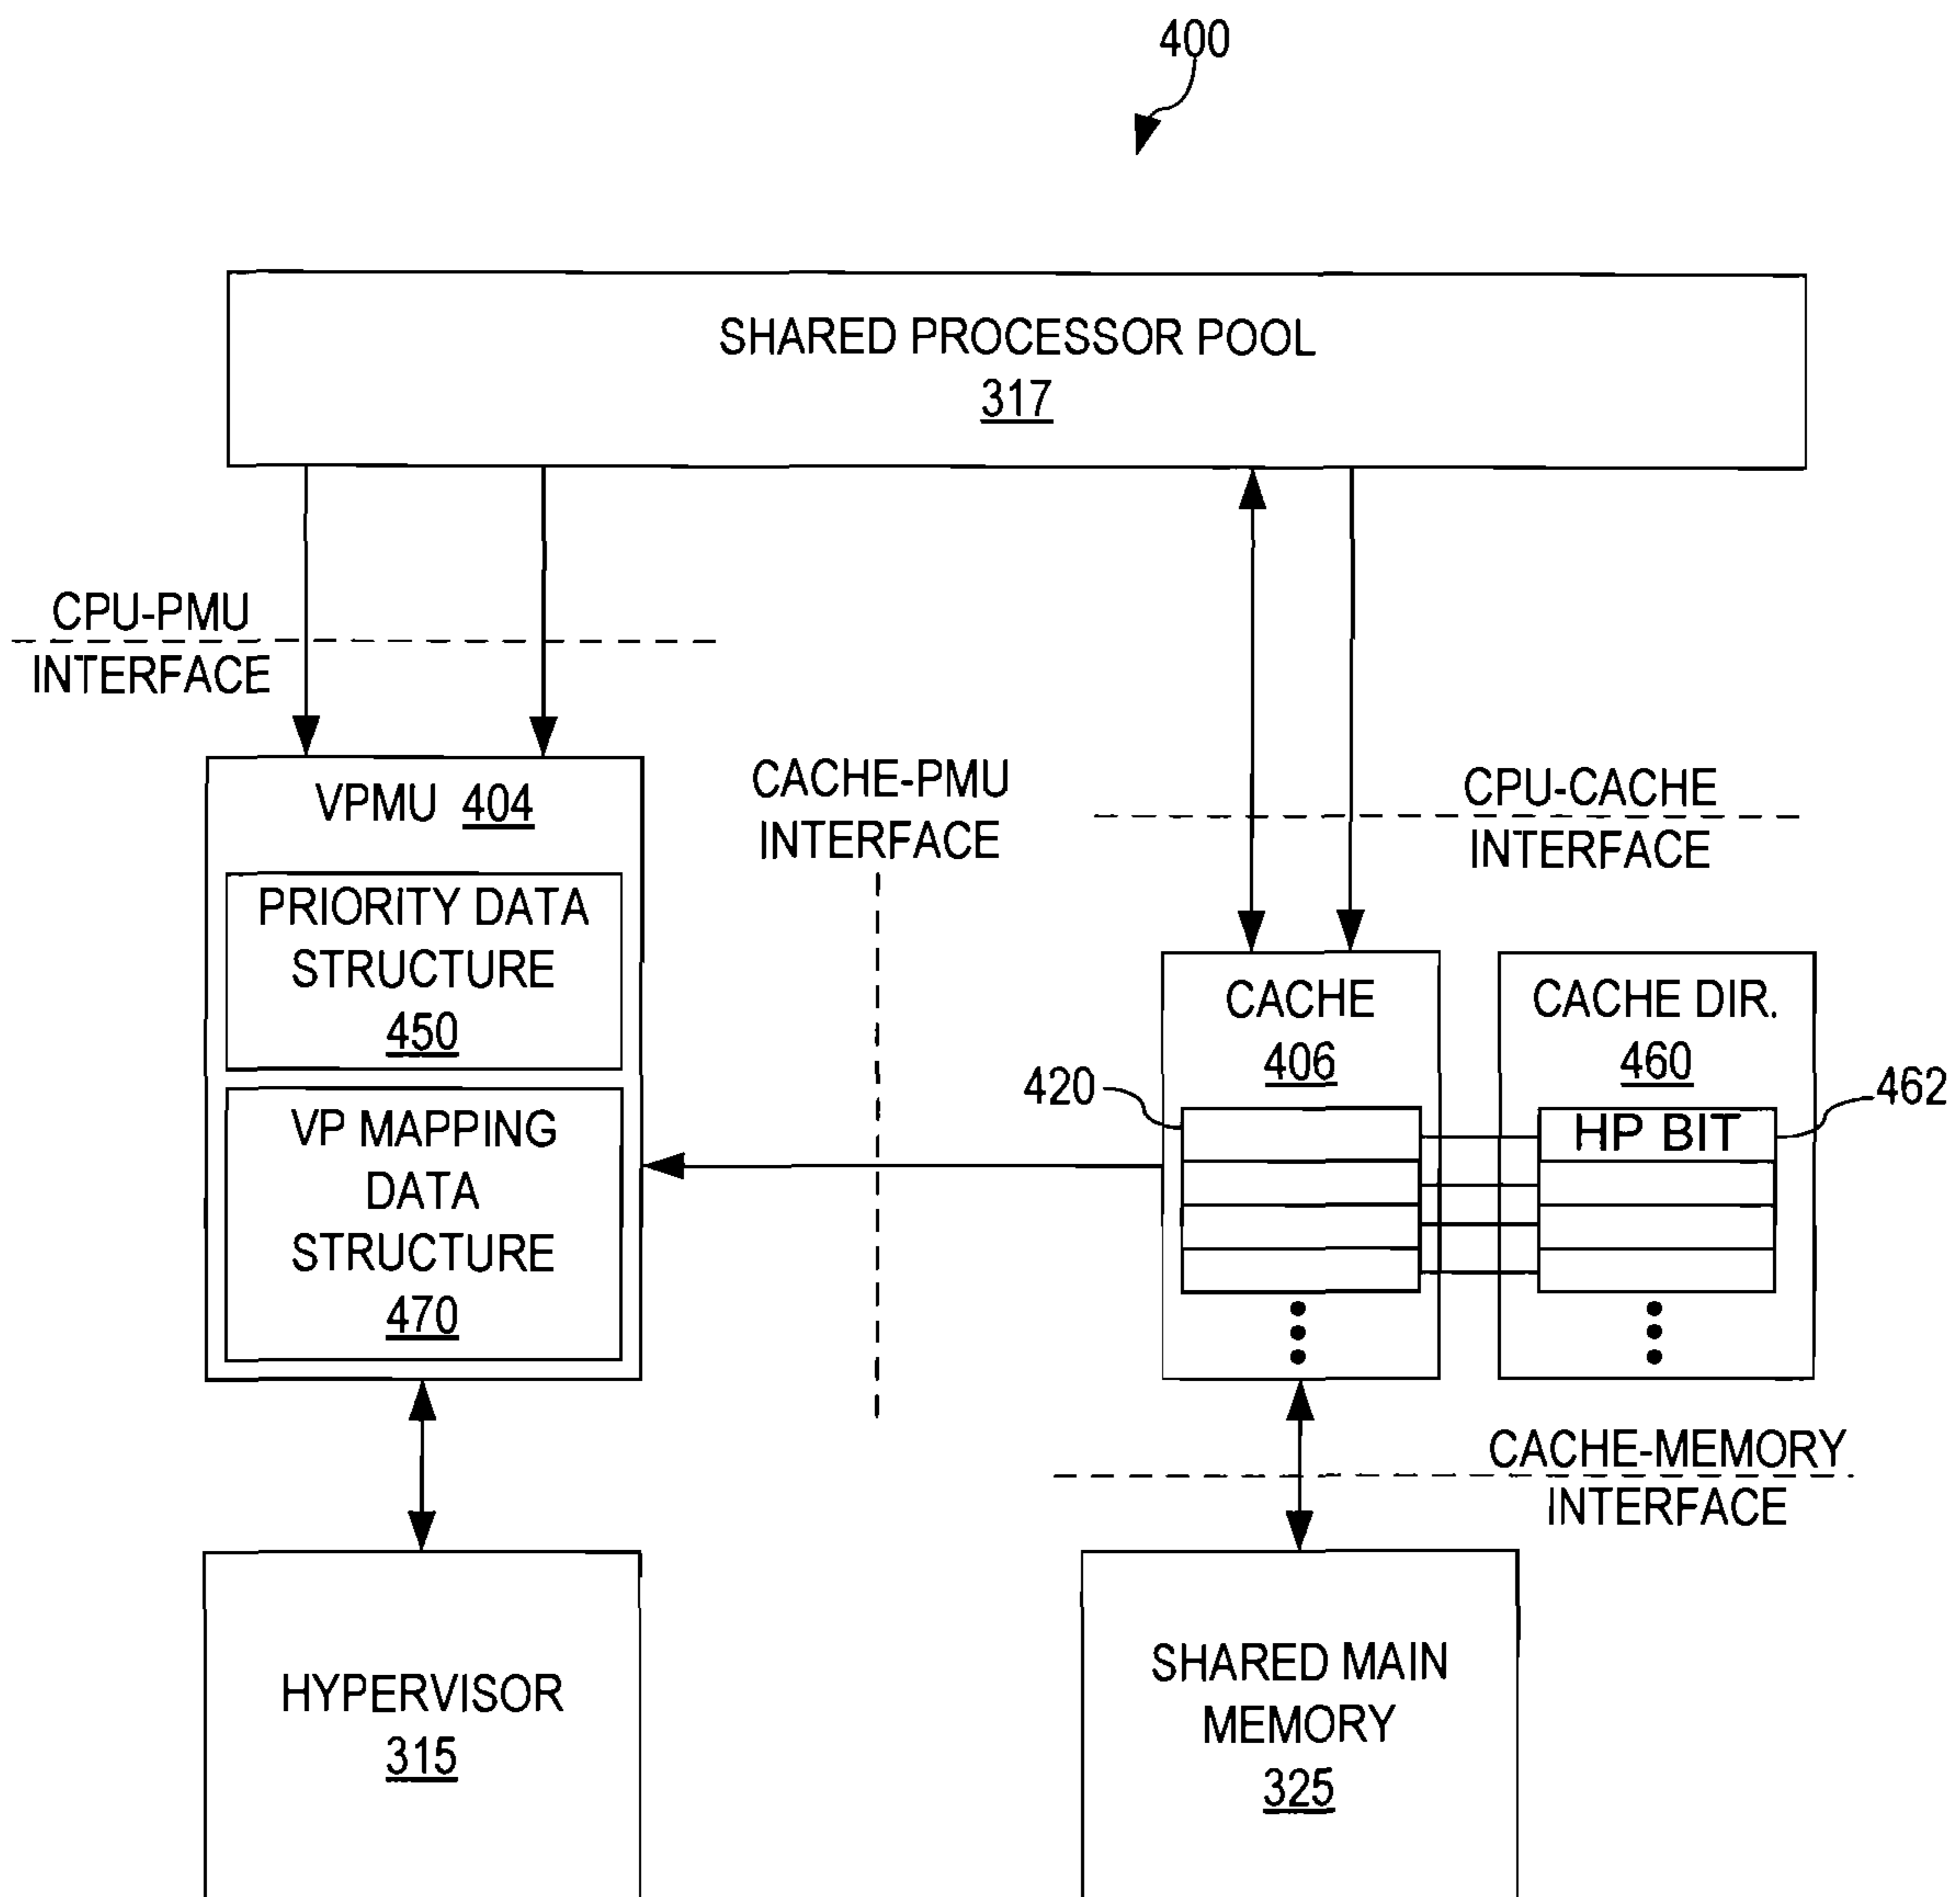 400
SHARED PROCESSOR POOL
317
CPU-PMU
INTERFACE
VPMU 404
PRIORITY DATA
STRUCTURE
450
VP MAPPING
DATA
STRUCTURE
470
CACHE-PMU
INTERFACE
CPU-CACHE
INTERFACE
CACHE
406
420
CACHE DIR.
460
HP BIT
462
CACHE-MEMORY
INTERFACE
HYPERVISOR
315
SHARED MAIN
MEMORY
325